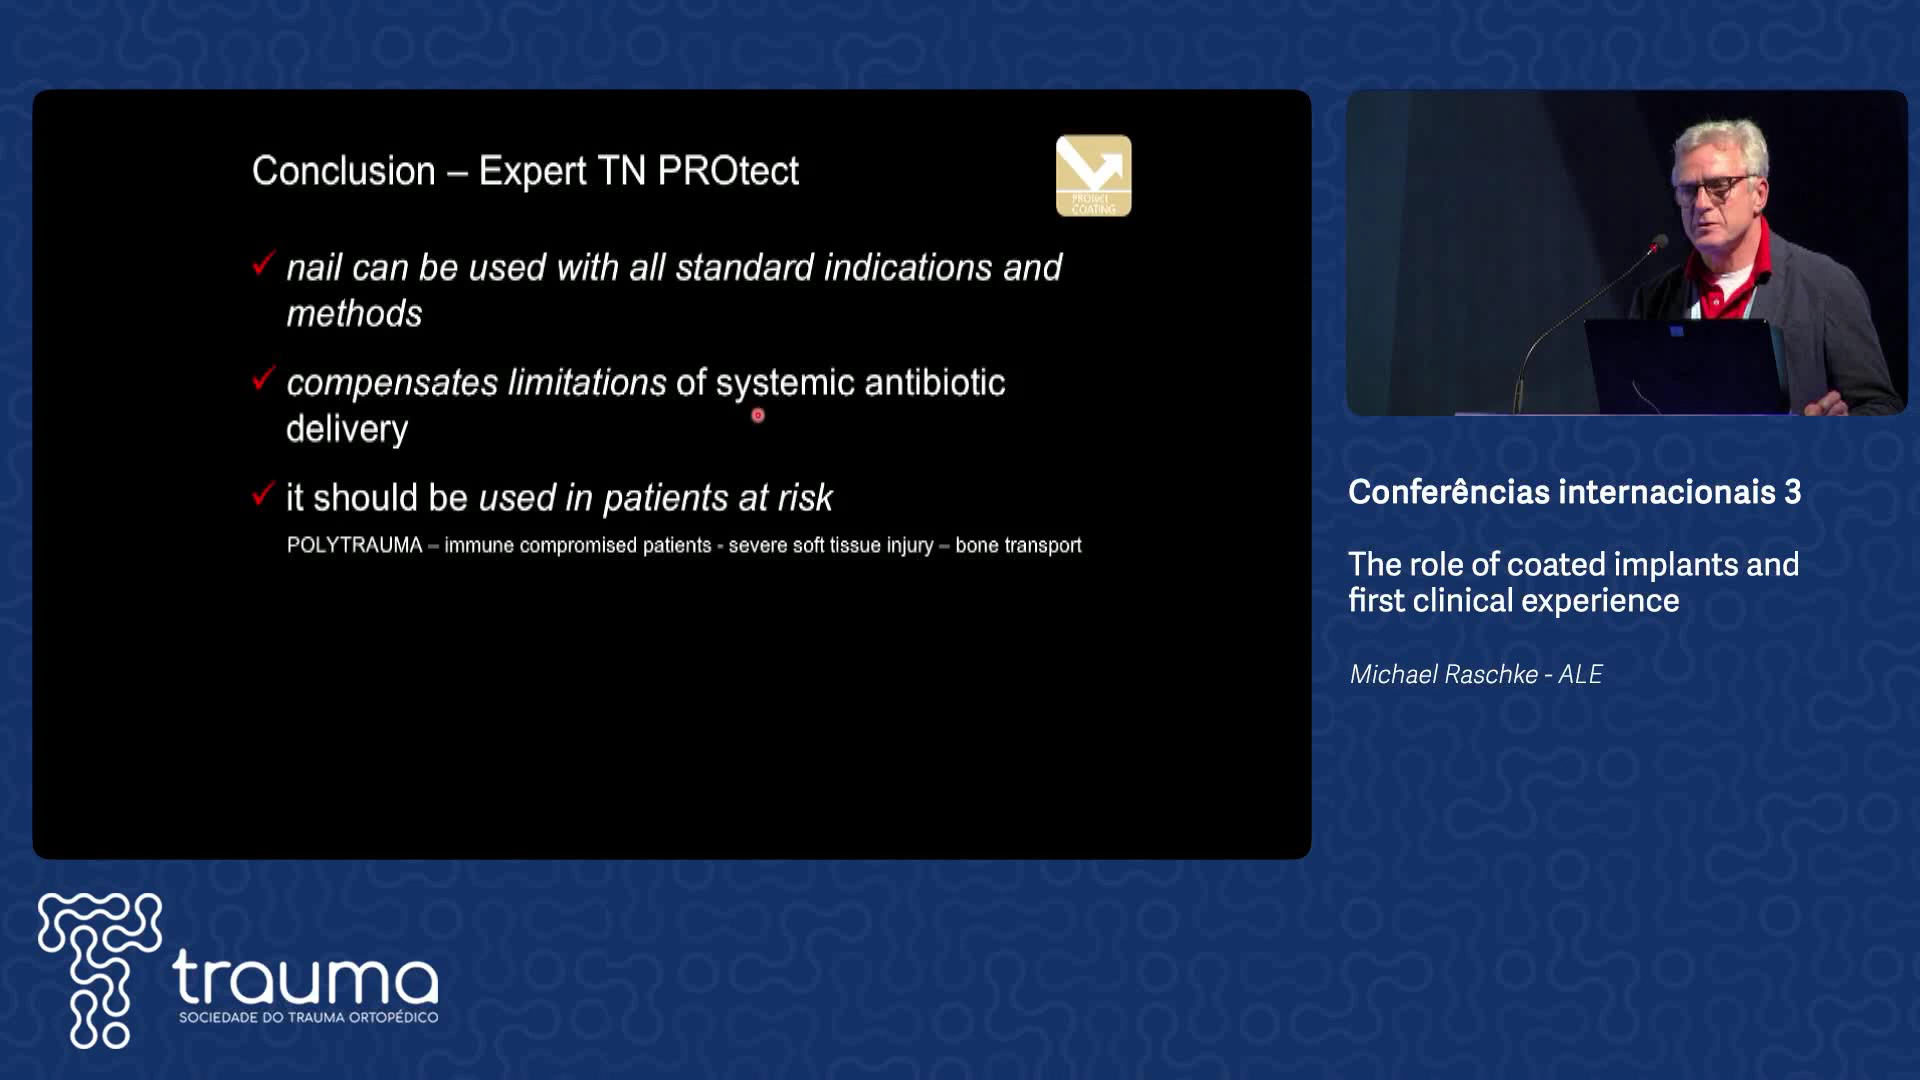 Conclusion – Expert TN PROtect
PROtect
COATING
✓ nail can be used with all standard indications and
methods
✓ compensates limitations of systemic antibiotic
delivery
✓ it should be used in patients at risk
POLYTRAUMA – immune compromised patients - severe soft tissue injury – bone transport
Conferências internacionais 3
The role of coated implants and
first clinical experience
Michael Raschke - ALE
trauma
SOCIEDADE DO TRAUMA ORTOPÉDICO